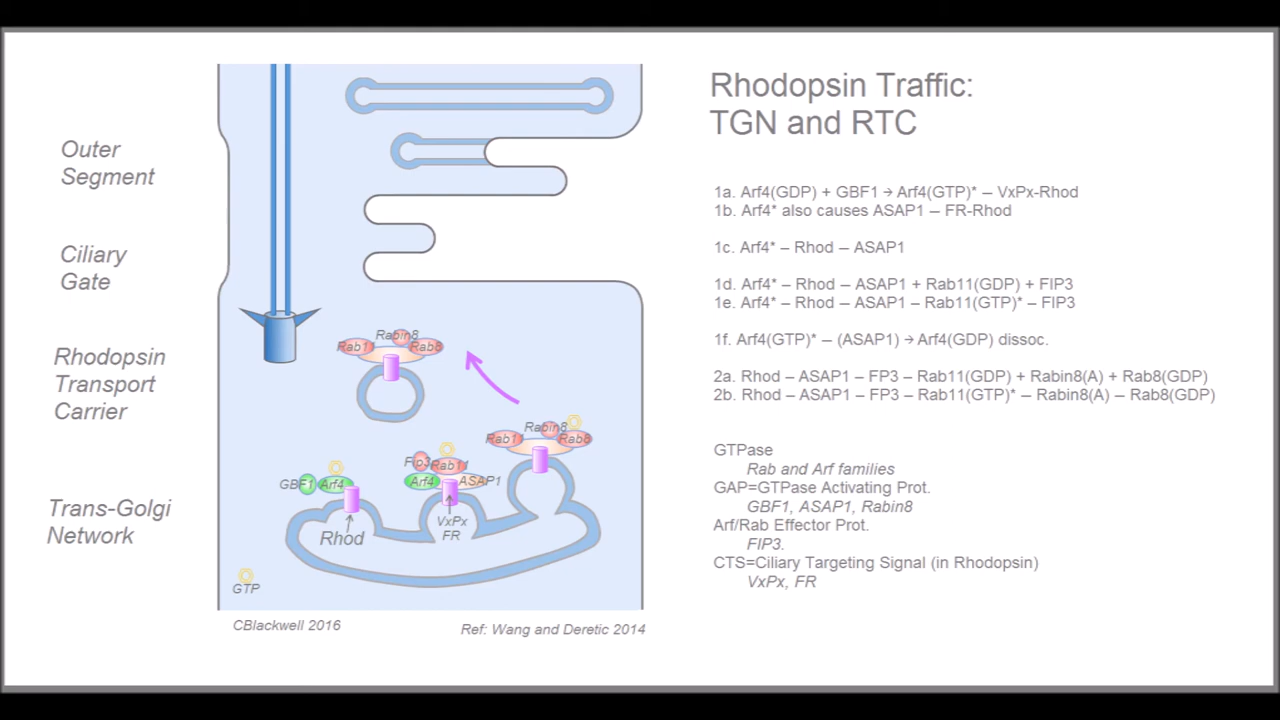 Rhodopsin Traffic:
TGN and RTC
Outer
Segment
Ciliary
Gate
Rhodopsin
Transport
Carrier
Trans-Golgi
Network
Rabin8
Rab11
Rab8
Rabin8
Rab11
Rab8
Fip3
Rab11
Arf4
ASAP1
GBF1
Arf4
VxPx
FR
Rhod
GTP
CBlackwell 2016
Ref: Wang and Deretic 2014
1a. Arf4(GDP) + GBF1 → Arf4(GTP)* – VxPx-Rhod
1b. Arf4* also causes ASAP1 – FR-Rhod
1c. Arf4* – Rhod – ASAP1
1d. Arf4* – Rhod – ASAP1 + Rab11(GDP) + FIP3
1e. Arf4* – Rhod – ASAP1 – Rab11(GTP)* – FIP3
1f. Arf4(GTP)* – (ASAP1) → Arf4(GDP) dissoc.
2a. Rhod – ASAP1 – FP3 – Rab11(GDP) + Rabin8(A) + Rab8(GDP)
2b. Rhod – ASAP1 – FP3 – Rab11(GTP)* – Rabin8(A) – Rab8(GDP)
GTPase
Rab and Arf families
GAP=GTPase Activating Prot.
GBF1, ASAP1, Rabin8
Arf/Rab Effector Prot.
FIP3.
CTS=Ciliary Targeting Signal (in Rhodopsin)
VxPx, FR